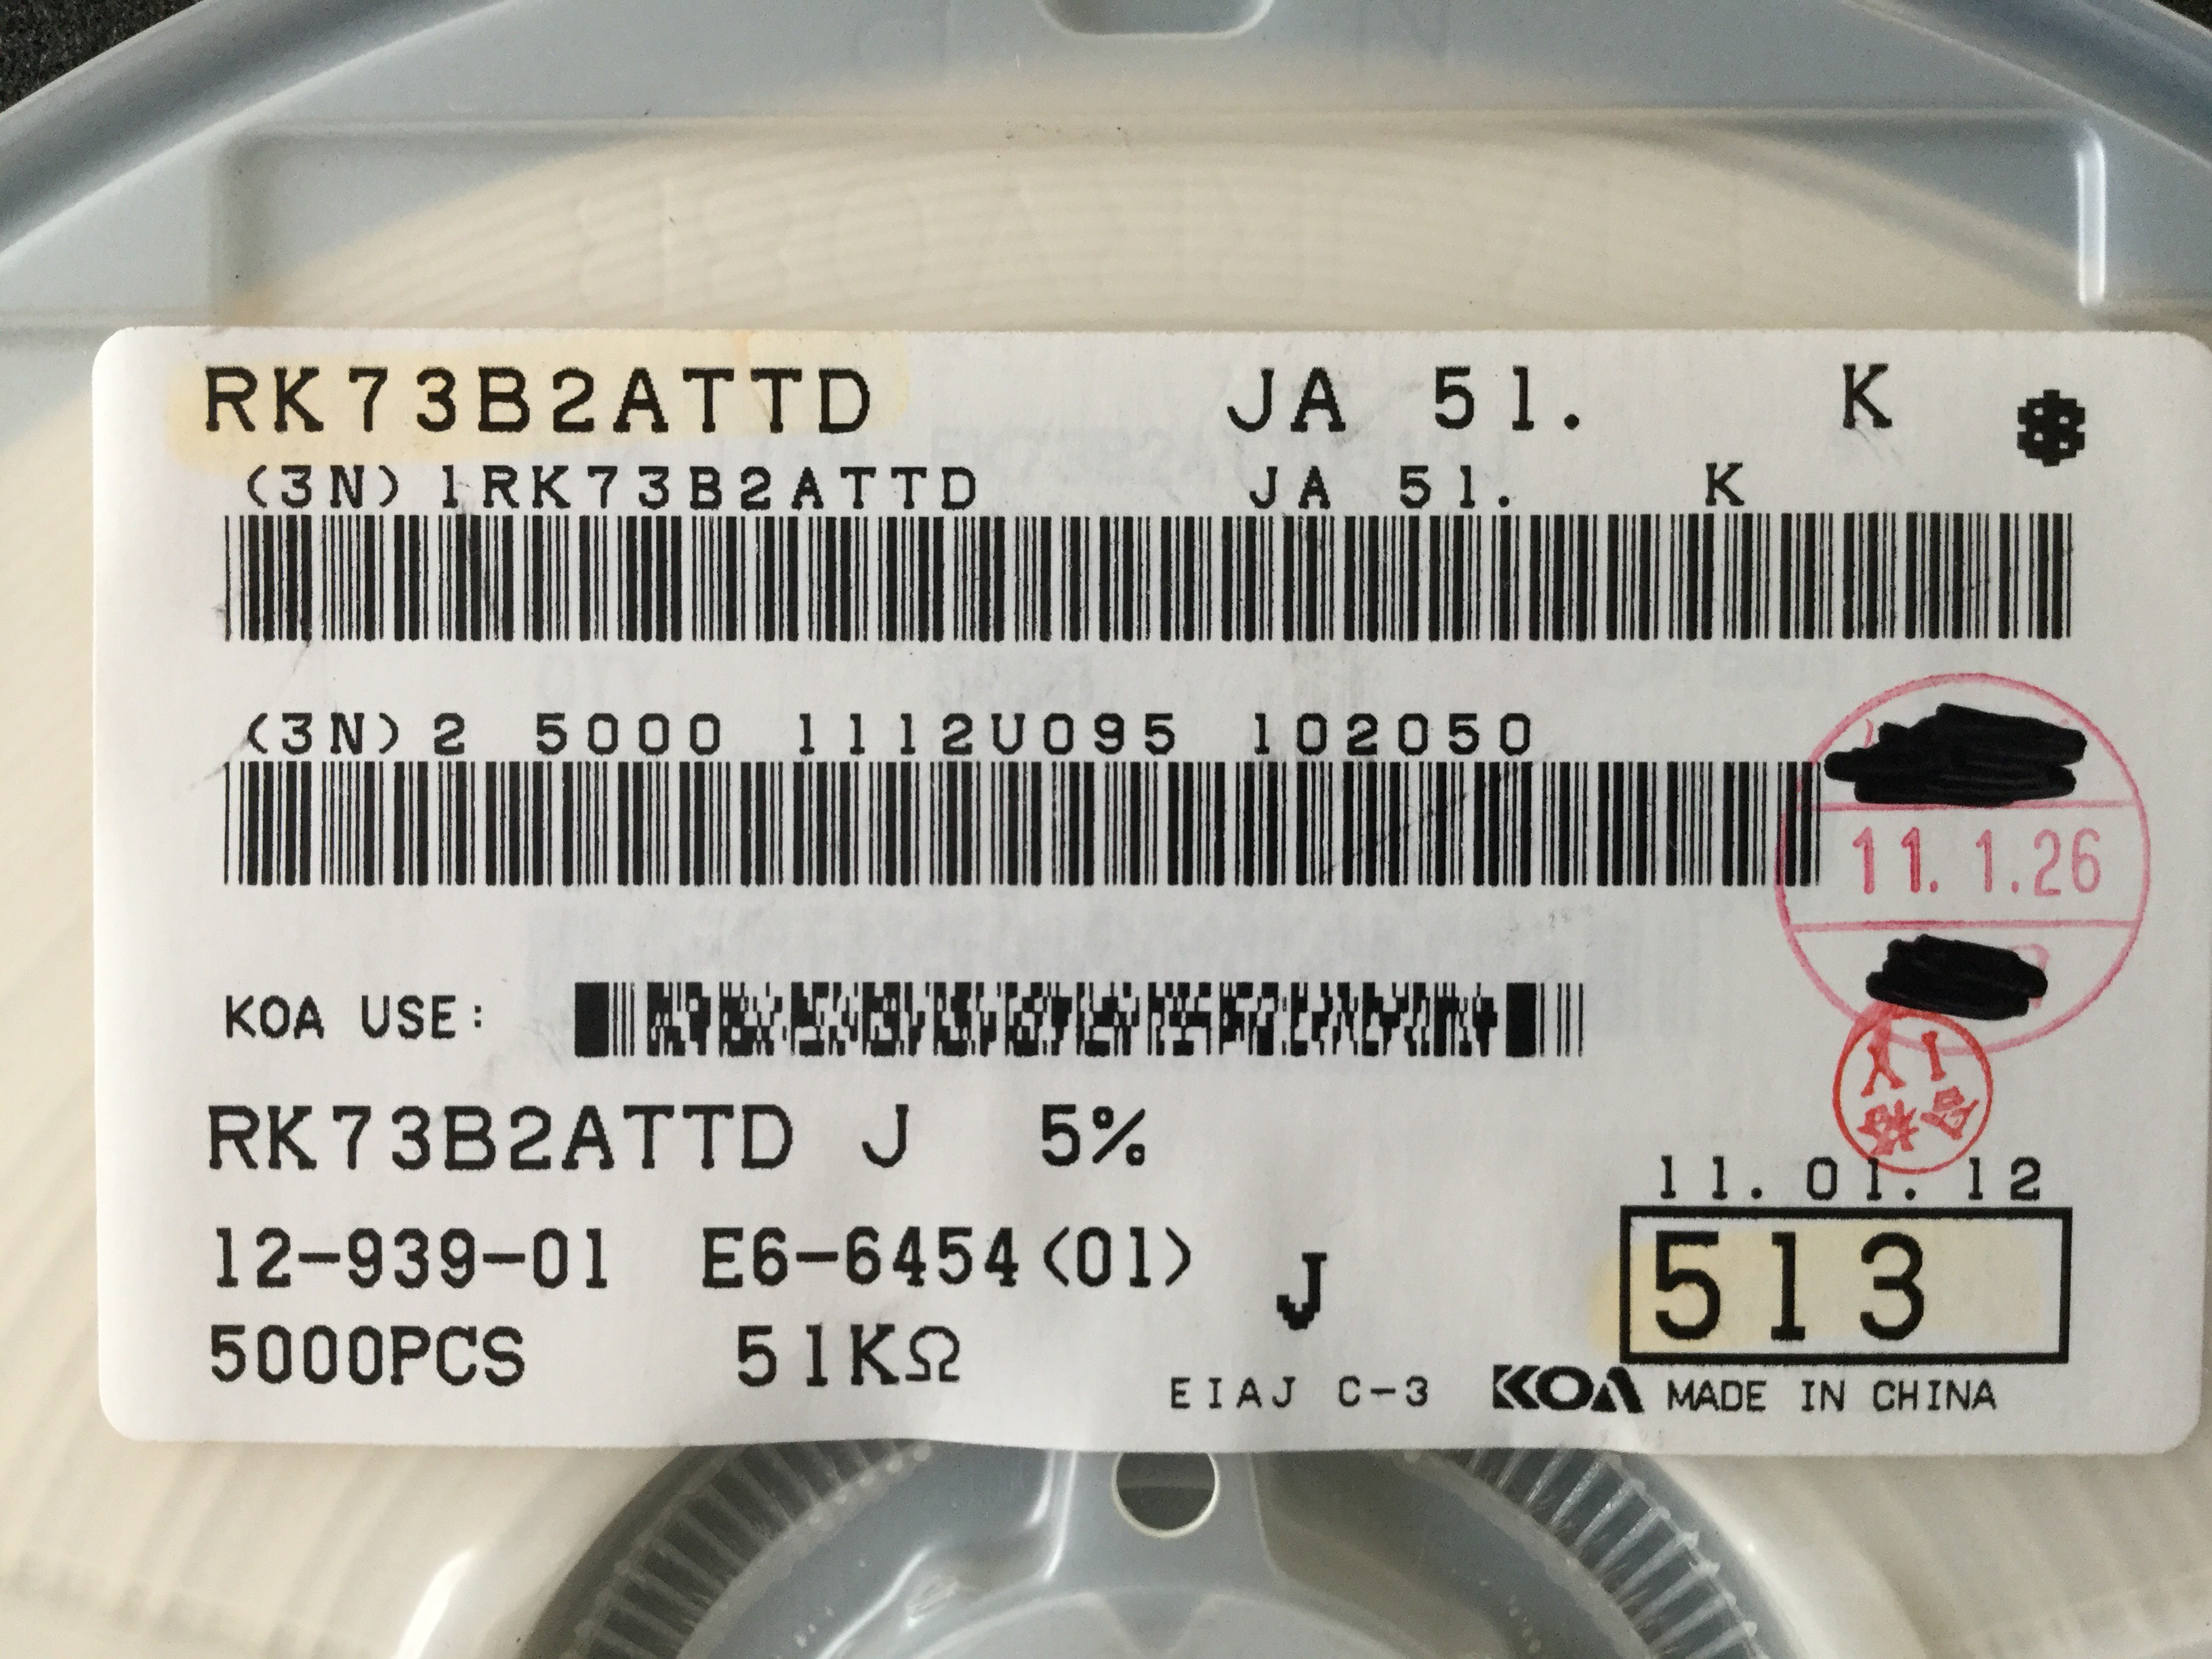 RK73B2ATTD JA 51. K
(3N)1RK73B2ATTD JA 51. K
(3N)2 5000 1112U095 102050
11. 1.26
KOA USE:
RK73B2ATTD J 5%
11.01.12
12-939-01 E6-6454(01) J
513
5000PCS 51KΩ
EIAJ C-3 KOA MADE IN CHINA